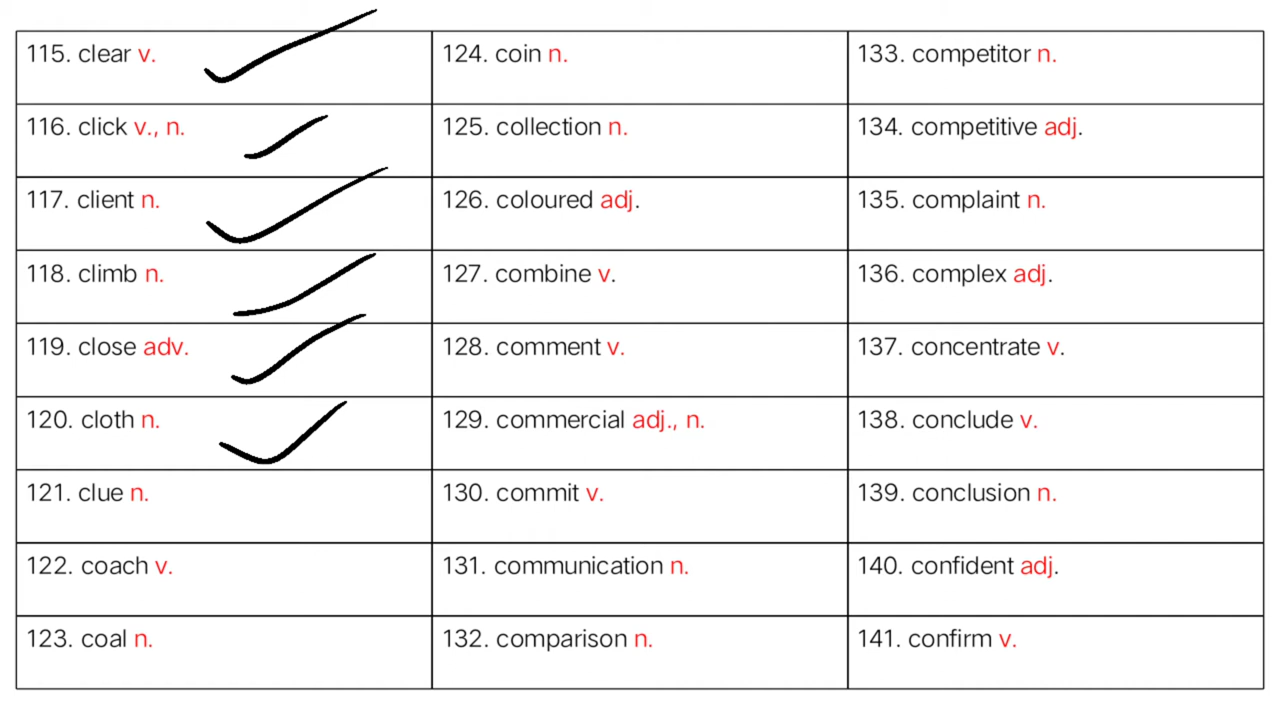 115. clear v.
116. click v., n.
117. client n.
118. climb n.
119. close adv.
120. cloth n.
121. clue n.
122. coach v.
123. coal n.
124. coin n.
125. collection n.
126. coloured adj.
127. combine v.
128. comment v.
129. commercial adj., n.
130. commit v.
131. communication n.
132. comparison n.
133. competitor n.
134. competitive adj.
135. complaint n.
136. complex adj.
137. concentrate v.
138. conclude v.
139. conclusion n.
140. confident adj.
141. confirm v.